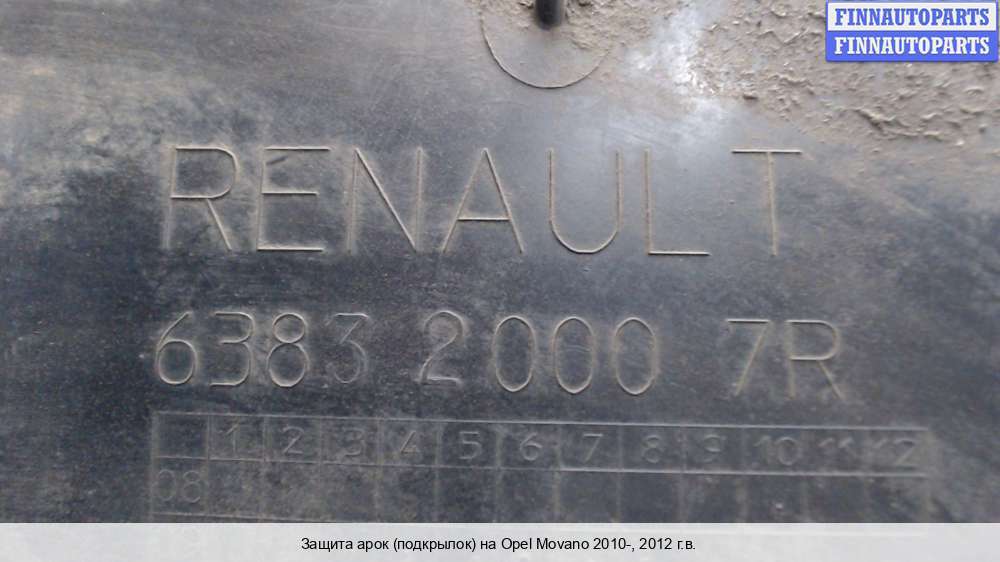 FINNAUTOPARTS
FINNAUTOPARTS
RENAULT
6383 2000 7R
1 2 3 4 5 6 7 8 9 10 11 12
08
Защита арок (подкрылок) на Opel Movano 2010-, 2012 г.в.